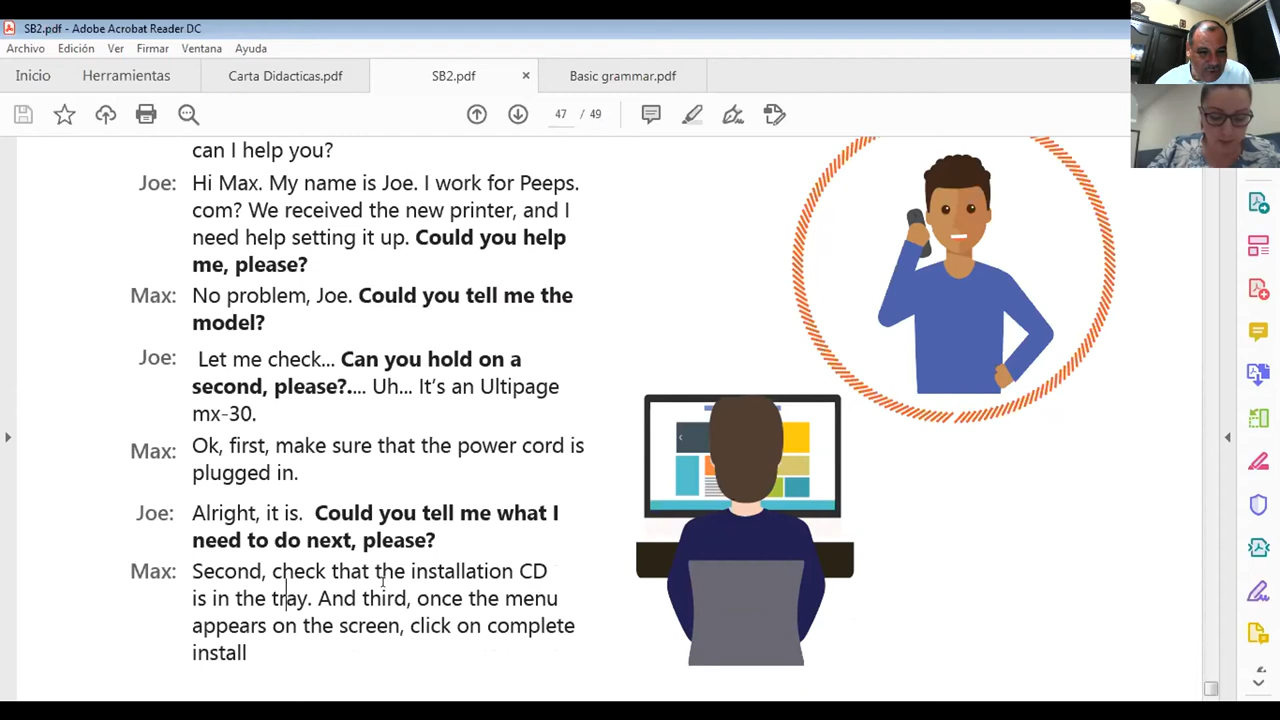 SB2.pdf - Adobe Acrobat Reader DC
Archivo Edición Ver Firmar Ventana Ayuda
Inicio Herramientas Carta Didacticas.pdf SB2.pdf × Basic grammar.pdf
47 / 49
can I help you?
Joe: Hi Max. My name is Joe. I work for Peeps.
com? We received the new printer, and I
need help setting it up. Could you help
me, please?
Max: No problem, Joe. Could you tell me the
model?
Joe: Let me check... Can you hold on a
second, please?.... Uh... It's an Ultipage
mx-30.
Max: Ok, first, make sure that the power cord is
plugged in.
Joe: Alright, it is. Could you tell me what I
need to do next, please?
Max: Second, check that the installation CD
is in the tray. And third, once the menu
appears on the screen, click on complete
install